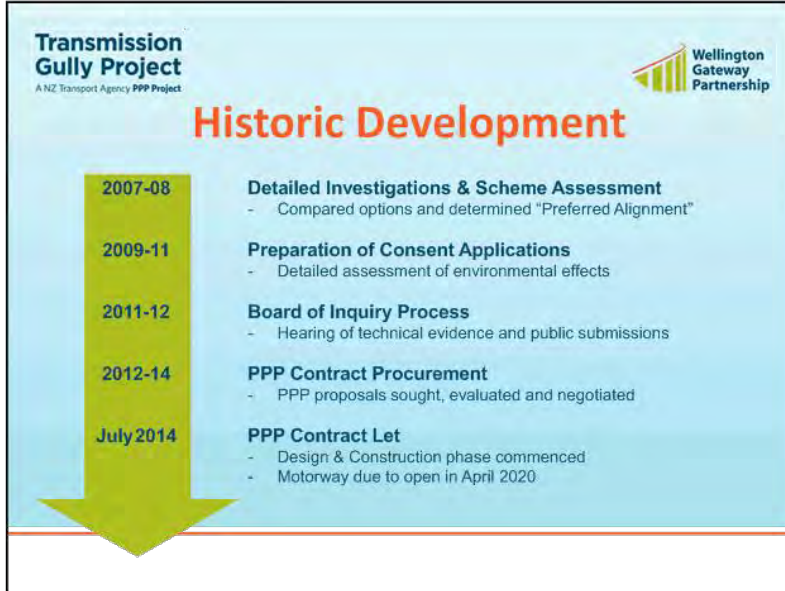 Transmission
Gully Project
A NZ Transport Agency PPP Project
Wellington
Gateway
Partnership
Historic Development
2007-08
Detailed Investigations & Scheme Assessment
- Compared options and determined “Preferred Alignment”
2009-11
Preparation of Consent Applications
- Detailed assessment of environmental effects
2011-12
Board of Inquiry Process
- Hearing of technical evidence and public submissions
2012-14
PPP Contract Procurement
- PPP proposals sought, evaluated and negotiated
July 2014
PPP Contract Let
- Design & Construction phase commenced
- Motorway due to open in April 2020